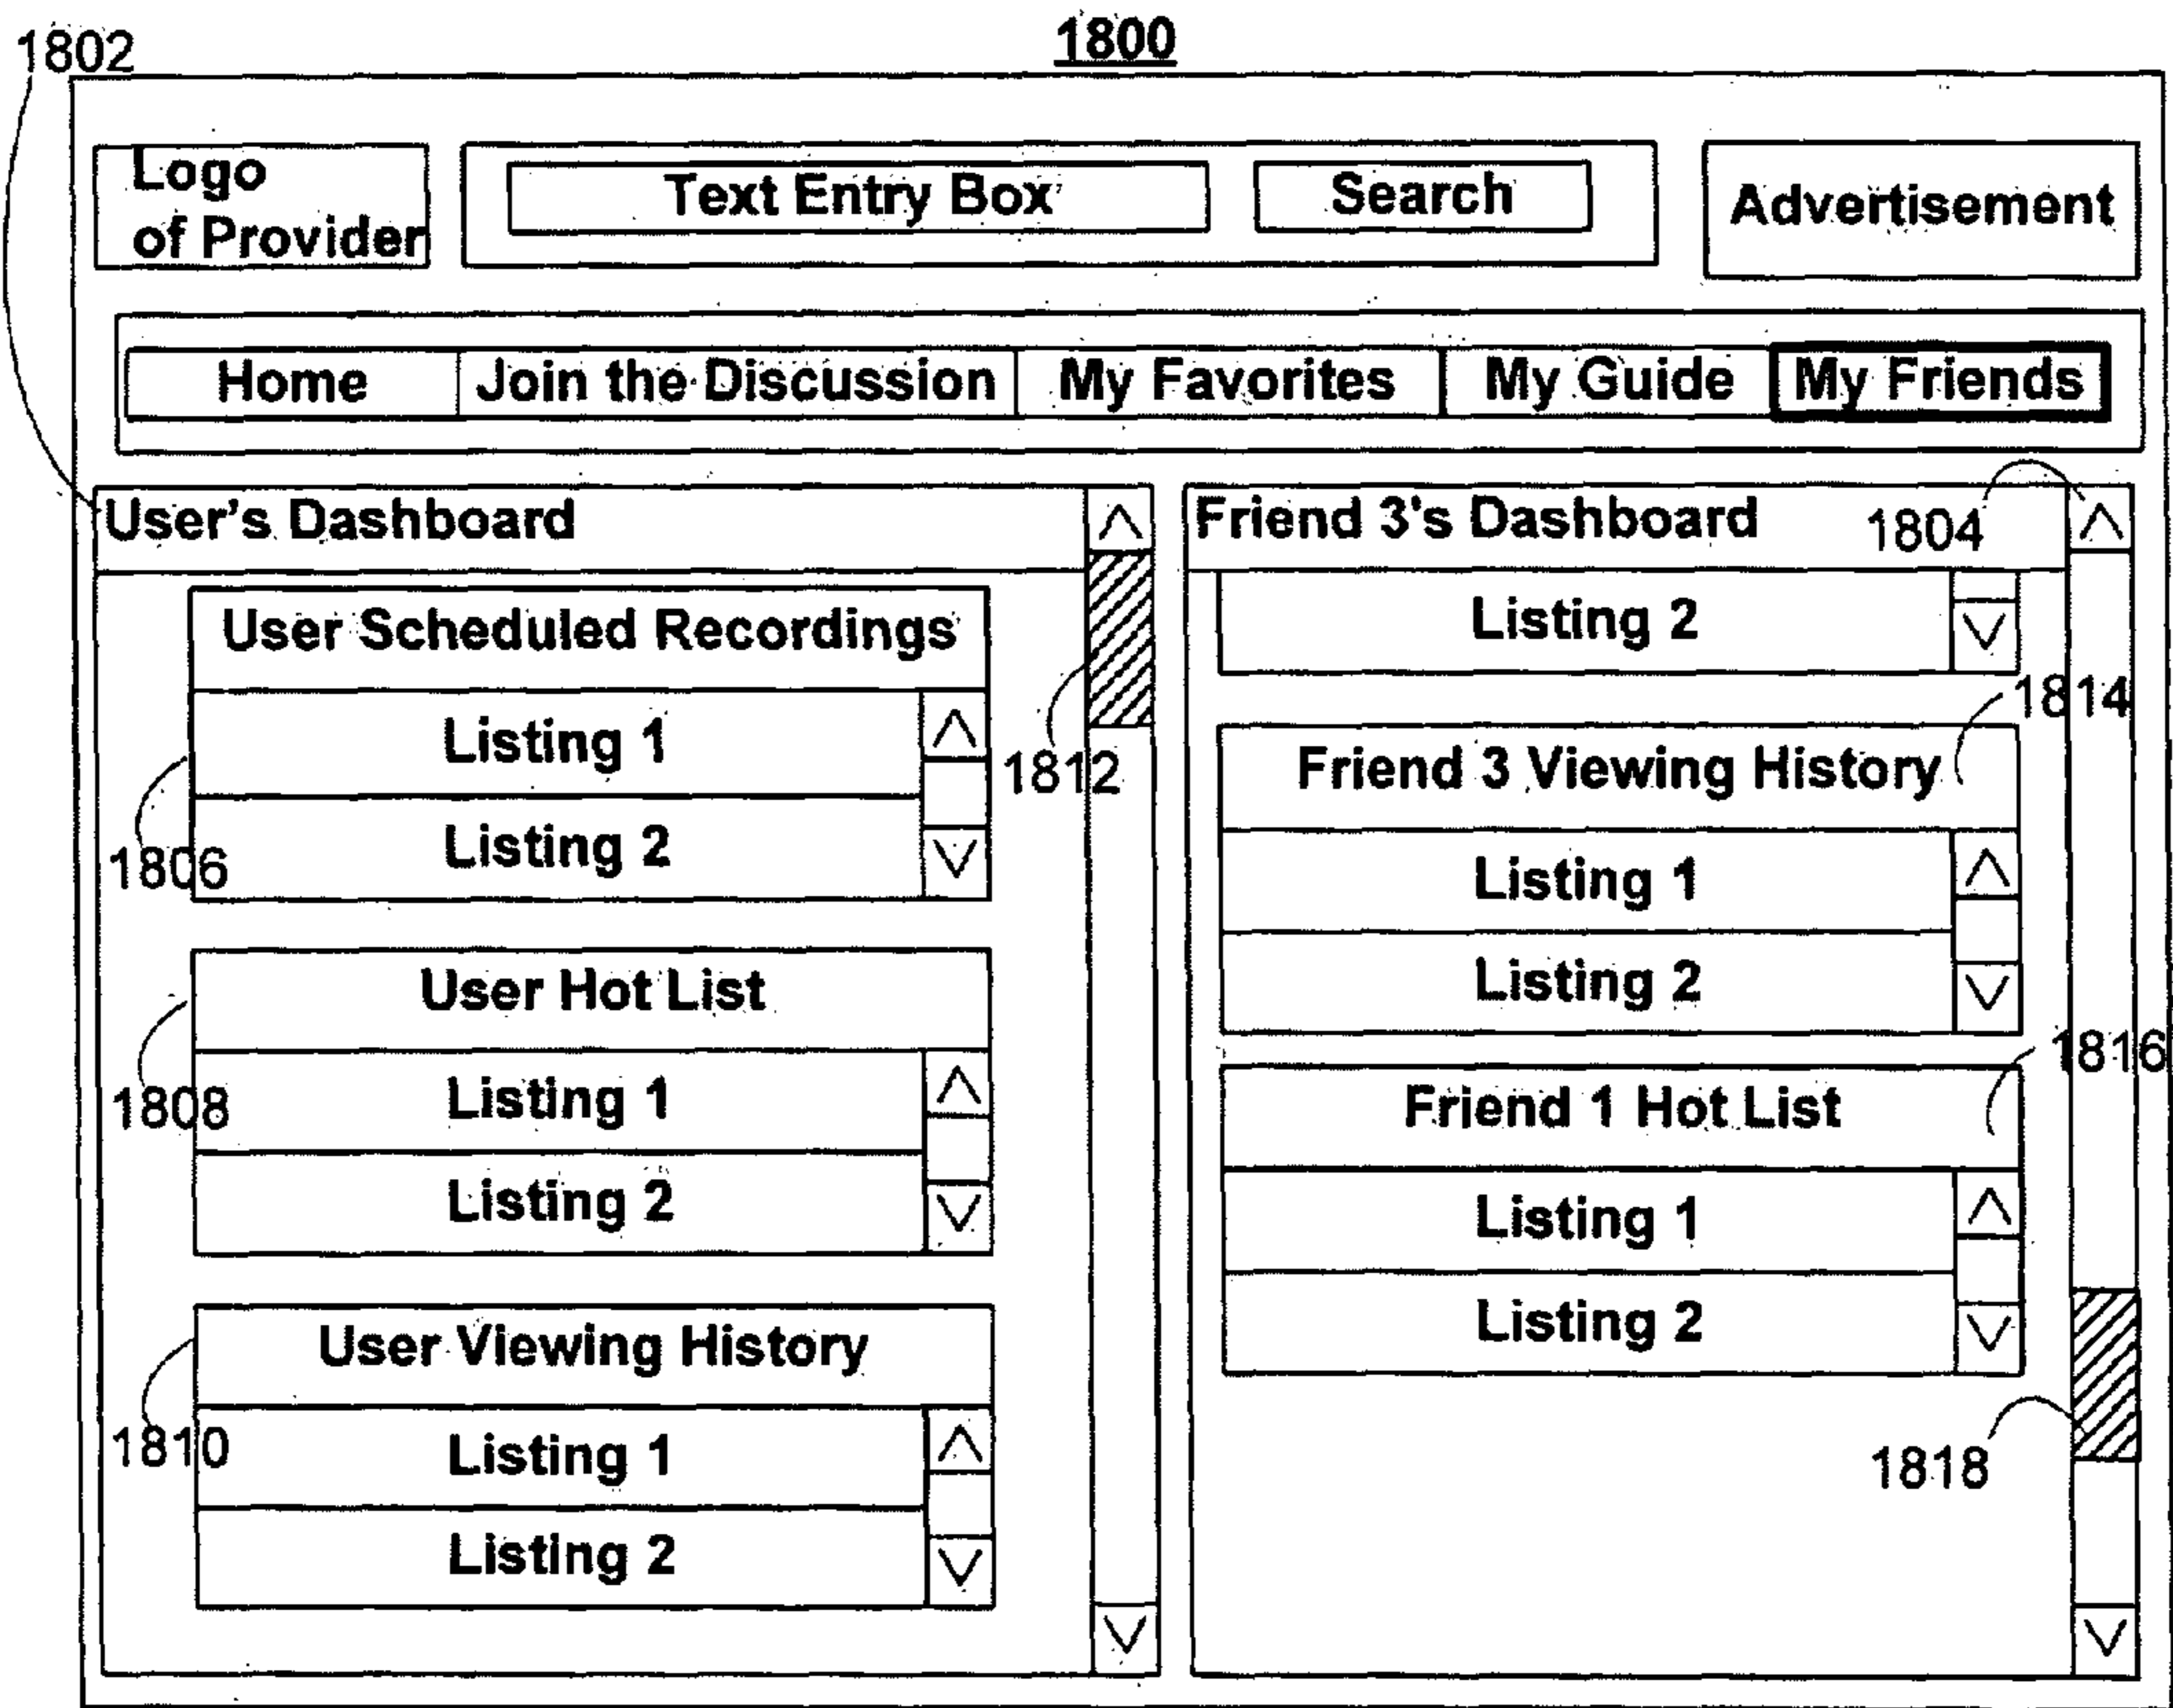 1800
1802
Logo
of Provider
Text Entry Box
Search
Advertisement
Home
Join the Discussion
My Favorites
My Guide
My Friends
User's Dashboard
User Scheduled Recordings
Listing 1
Listing 2
1806
1812
User Hot List
Listing 1
Listing 2
1808
User Viewing History
Listing 1
Listing 2
1810
Friend 3's Dashboard
1804
Listing 2
1814
Friend 3 Viewing History
Listing 1
Listing 2
1816
Friend 1 Hot List
Listing 1
Listing 2
1818